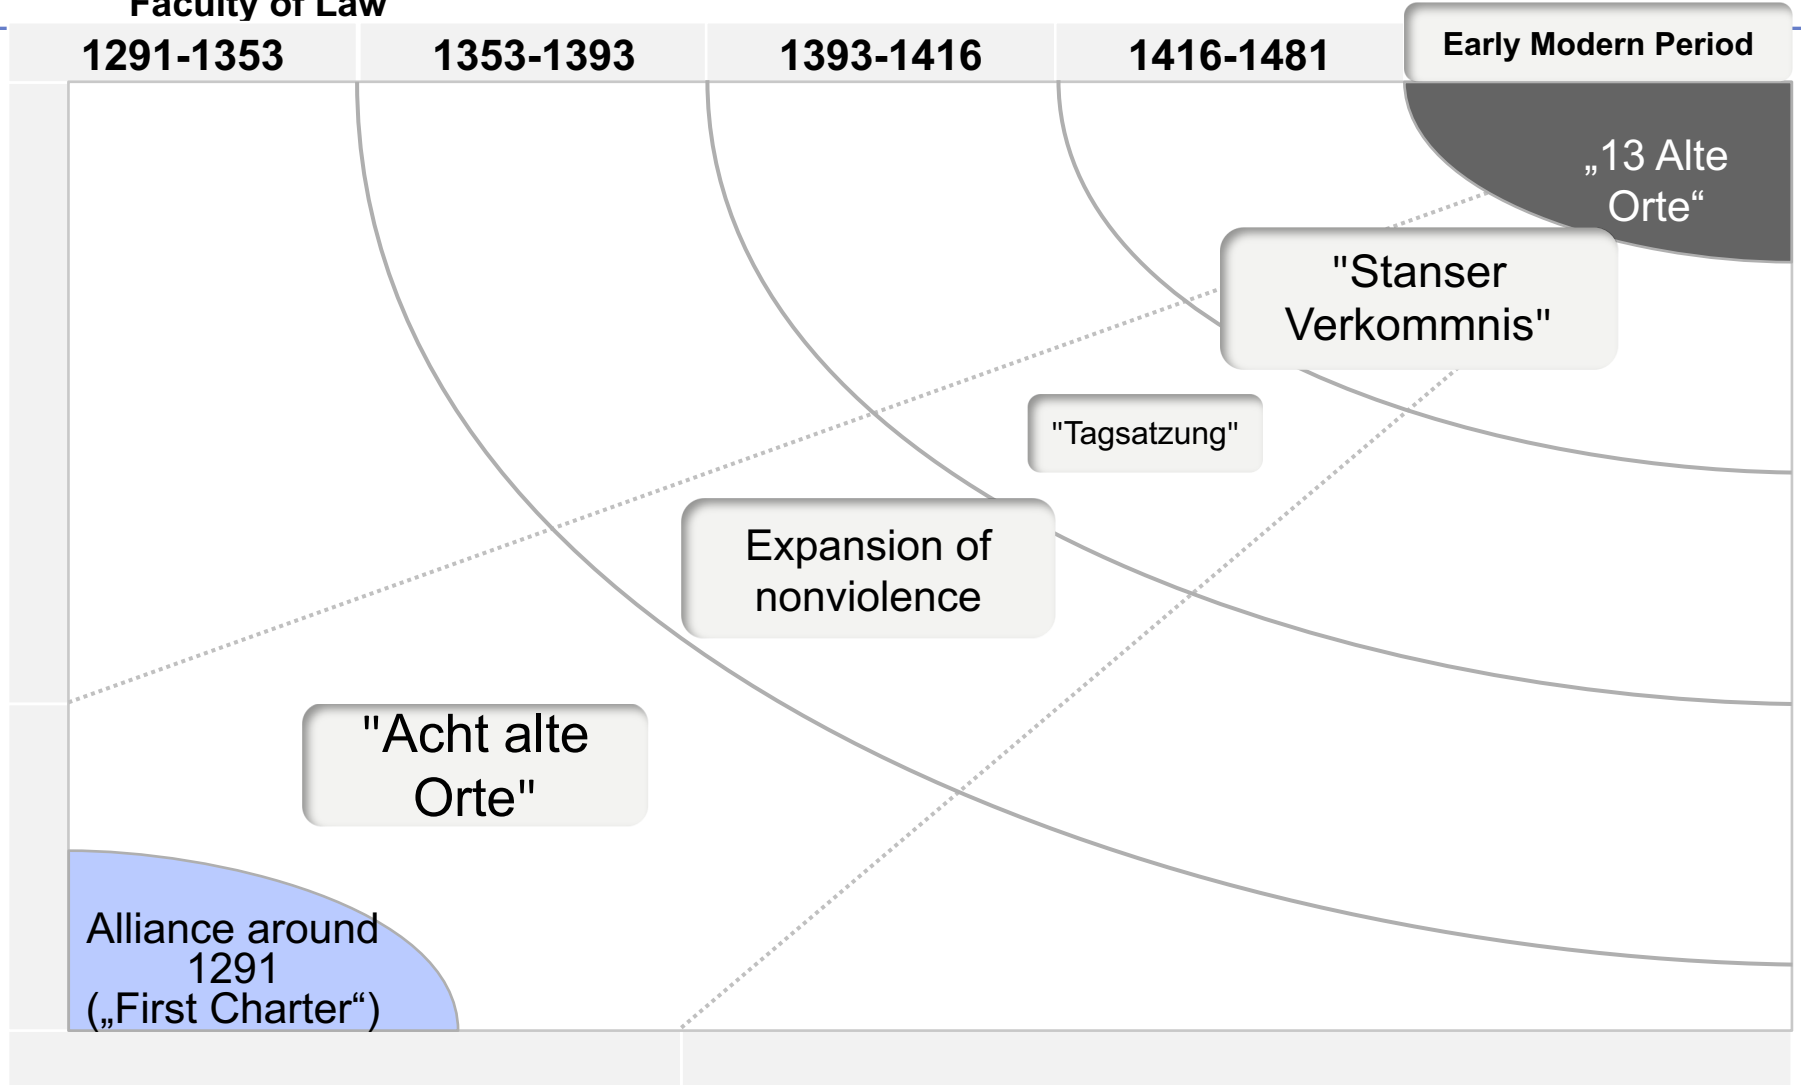 Faculty of Law
1291-1353
1353-1393
1393-1416
1416-1481
Early Modern Period
„13 Alte
Orte“
"Stanser
Verkommnis"
"Tagsatzung"
Expansion of
nonviolence
"Acht alte
Orte"
Alliance around
1291
(„First Charter“)